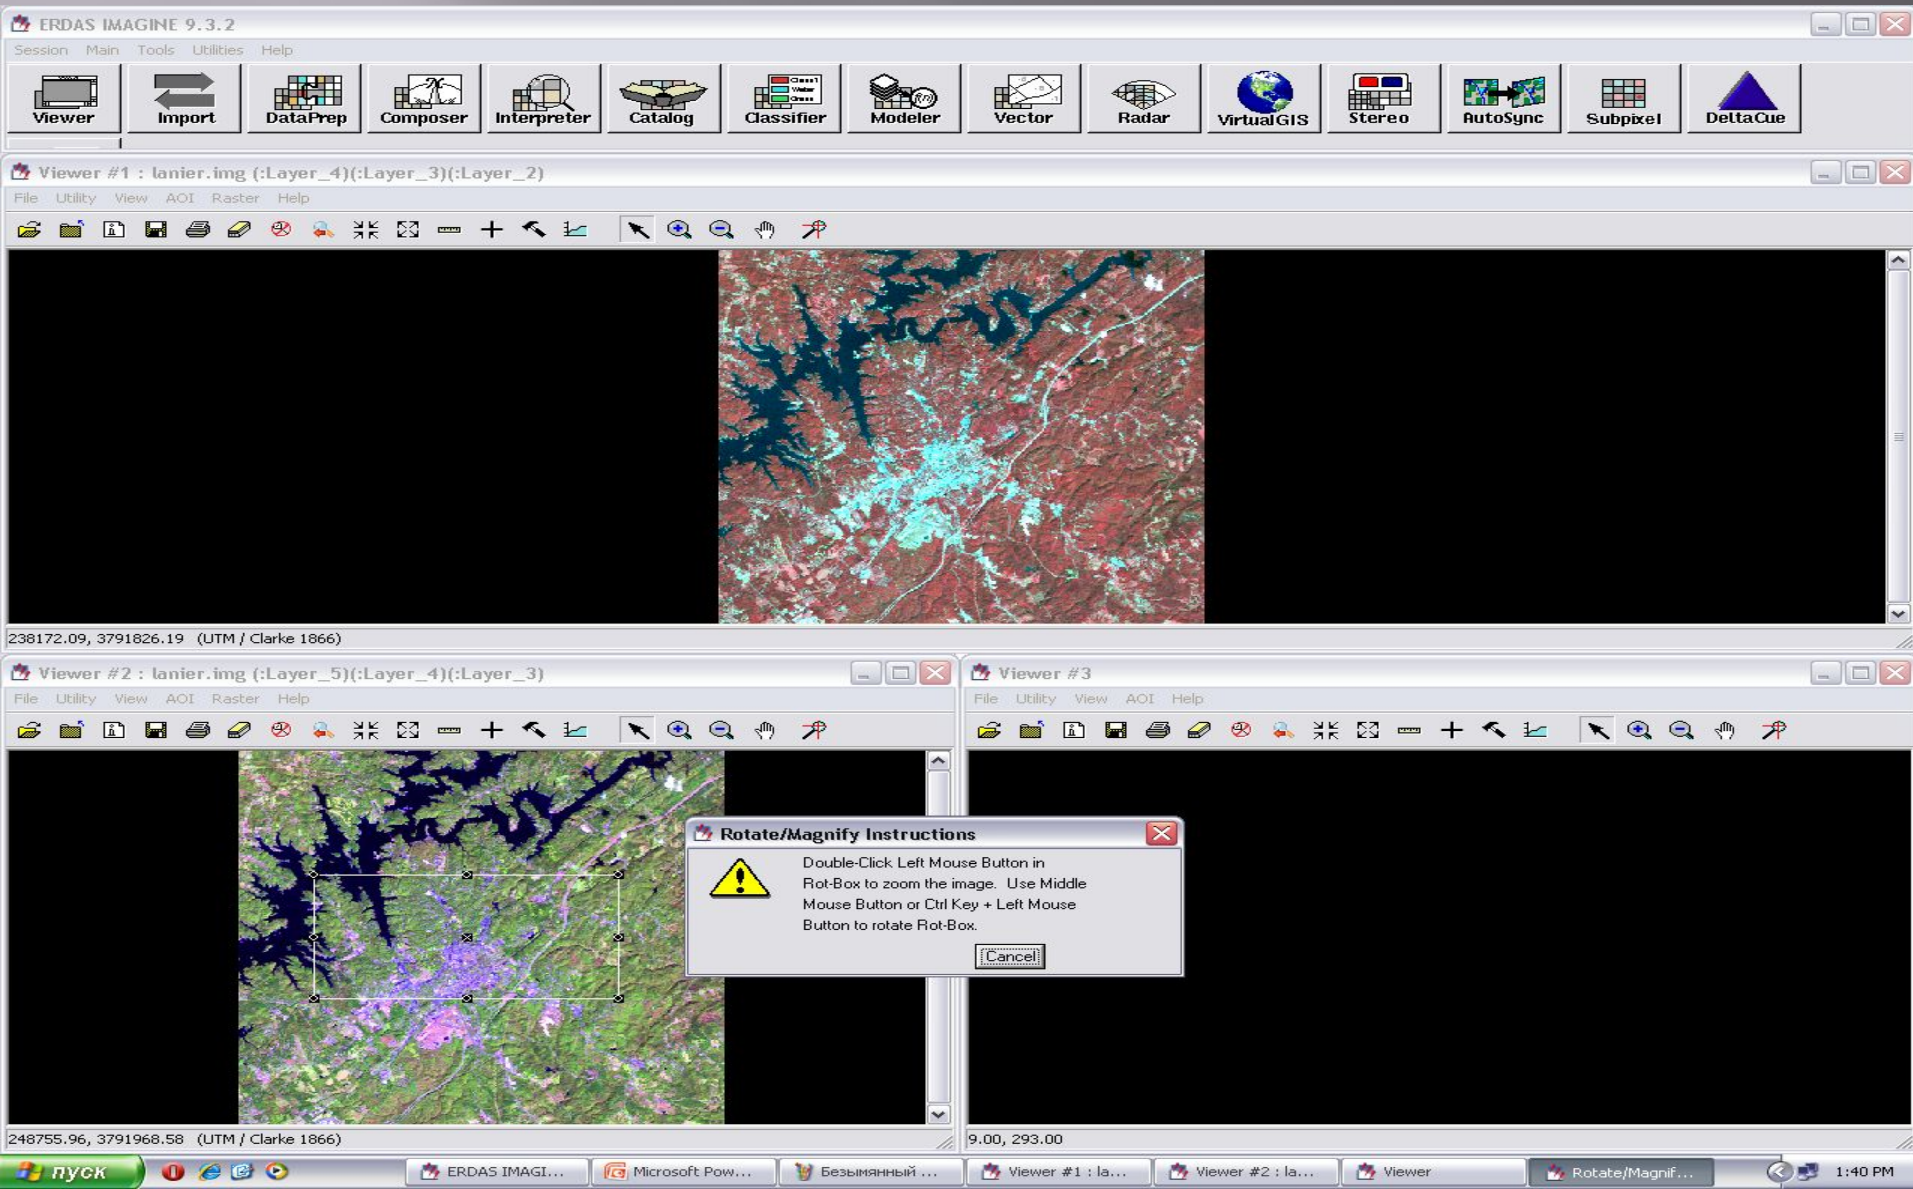 ERDAS IMAGINE 9.3.2
Session Main Tools Utilities Help
Viewer Import DataPrep Composer Interpreter Catalog Classifier Modeler Vector Radar VirtualGIS Stereo AutoSync Subpixel DeltaCue
Viewer #1 : lanier.img (:Layer_4)(:Layer_3)(:Layer_2)
File Utility View AOI Raster Help
238172.09, 3791826.19 (UTM / Clarke 1866)
Viewer #2 : lanier.img (:Layer_5)(:Layer_4)(:Layer_3)
File Utility View AOI Raster Help
248755.96, 3791968.58 (UTM / Clarke 1866)
Viewer #3
File Utility View AOI Help
9.00, 293.00
Rotate/Magnify Instructions
Double-Click Left Mouse Button in
Rot-Box to zoom the image. Use Middle
Mouse Button or Ctrl Key + Left Mouse
Button to rotate Rot-Box.
Cancel
пуск ERDAS IMAGI... Microsoft Pow... Безымянный ... Viewer #1 : la... Viewer #2 : la... Viewer Rotate/Magnif... 1:40 PM